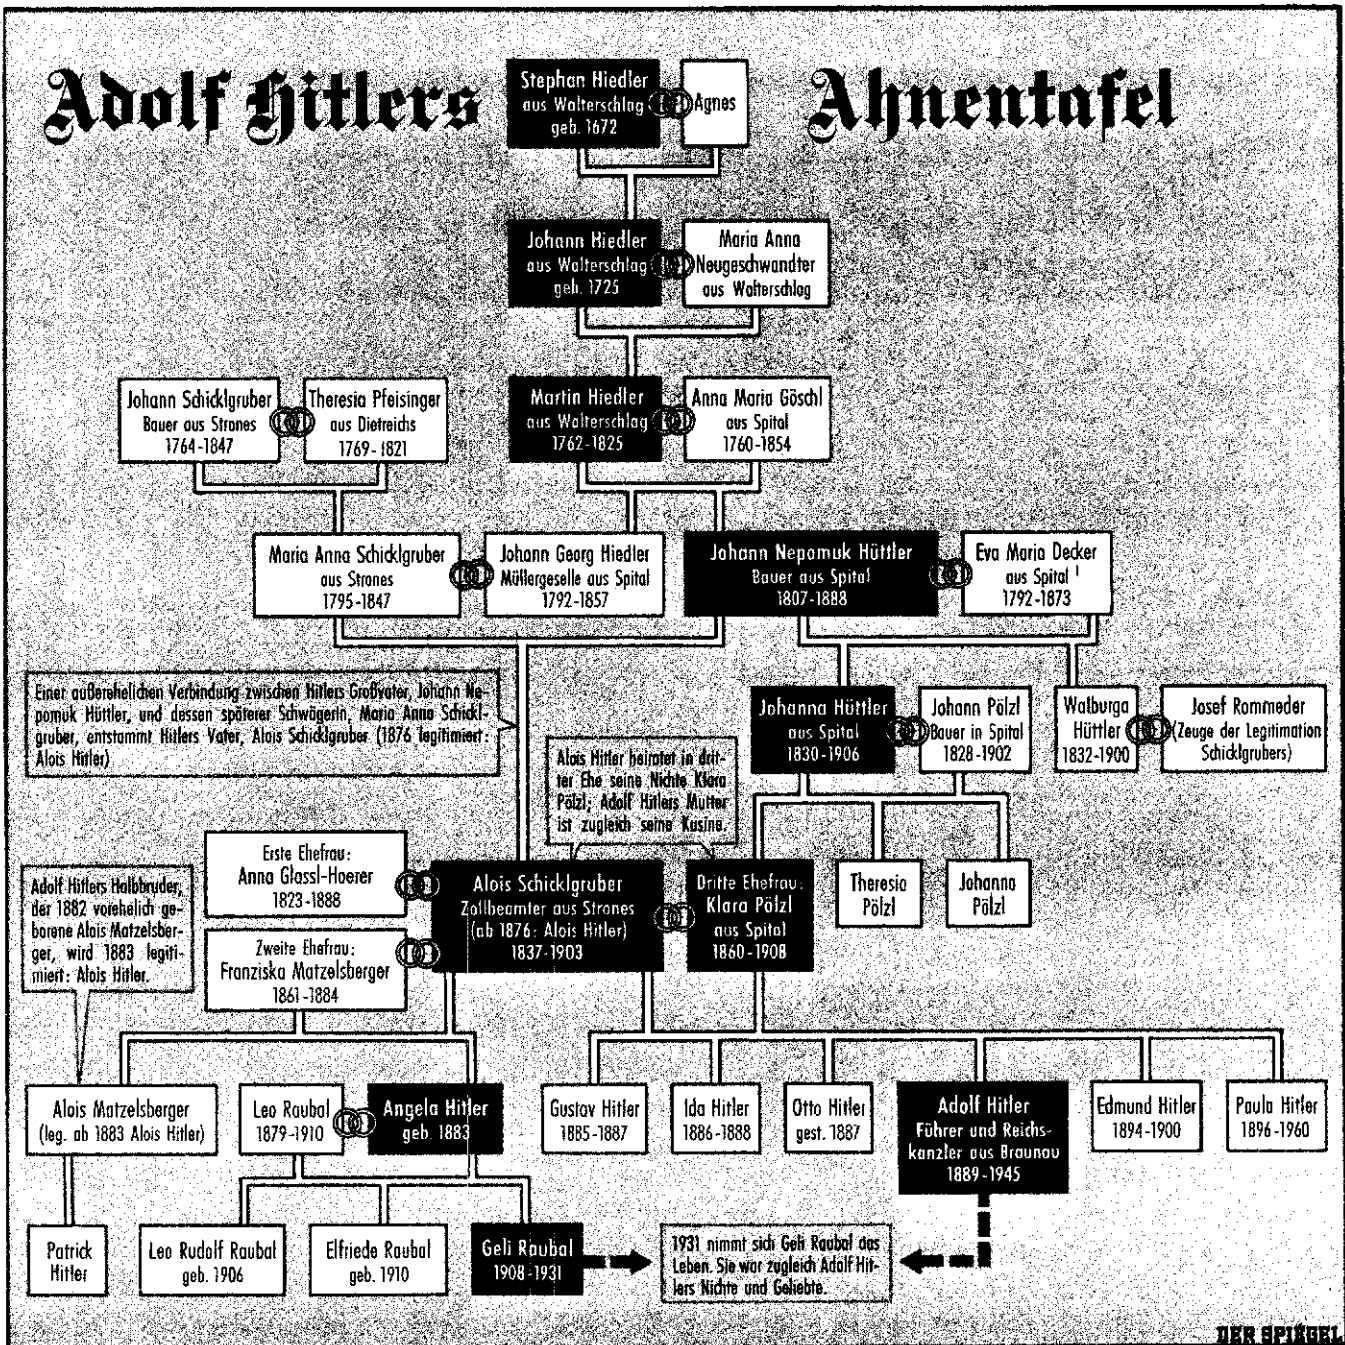 Adolf Hitlers Ahnentafel
Stephan Hiedler
aus Walterschlag
geb. 1672
Agnes
Johann Hiedler
aus Walterschlag
geb. 1725
Maria Anna
Neugeschwandter
aus Walterschlag
Johann Schicklgruber
Bauer aus Strones
1764-1847
Theresia Pfeisinger
aus Dietreichs
1769-1821
Martin Hiedler
aus Walterschlag
1762-1825
Anna Maria Göschl
aus Spital
1760-1854
Maria Anna Schicklgruber
aus Strones
1795-1847
Johann Georg Hiedler
Müllergeselle aus Spital
1792-1857
Johann Nepomuk Hüttler
Bauer aus Spital
1807-1888
Eva Maria Decker
aus Spital
1792-1873
Einer außerehelichen Verbindung zwischen Hitlers Großvater, Johann Ne-
pomuk Hüttler, und dessen späterer Schwägerin, Maria Anna Schickl-
gruber, entstammt Hitlers Vater, Alois Schicklgruber (1876 legitimiert:
Alois Hitler)
Johanna Hüttler
aus Spital
1830-1906
Johann Pölzl
Bauer in Spital
1828-1902
Walburga
Hüttler
1832-1900
Josef Rommeder
(Zeuge der Legitimation
Schicklgrubers)
Alois Hitler heiratet in drit-
ter Ehe seine Nichte Klara
Pölzl; Adolf Hitlers Mutter
ist zugleich seine Kusine.
Erste Ehefrau:
Anna Glassl-Hoerer
1823-1888
Adolf Hitlers Halbbruder,
der 1882 vorehelich ge-
borene Alois Matzelsber-
ger, wird 1883 legiti-
miert: Alois Hitler.
Zweite Ehefrau:
Franziska Matzelsberger
1861-1884
Alois Schicklgruber
Zollbeamter aus Strones
(ab 1876: Alois Hitler)
1837-1903
Dritte Ehefrau:
Klara Pölzl
aus Spital
1860-1908
Theresia
Pölzl
Johanna
Pölzl
Alois Matzelsberger
(leg. ab 1883 Alois Hitler)
Leo Raubal
1879-1910
Angela Hitler
geb. 1883
Gustav Hitler
1885-1887
Ida Hitler
1886-1888
Otto Hitler
gest. 1887
Adolf Hitler
Führer und Reichs-
kanzler aus Braunau
1889-1945
Edmund Hitler
1894-1900
Paula Hitler
1896-1960
Patrick
Hitler
Leo Rudolf Raubal
geb. 1906
Elfriede Raubal
geb. 1910
Geli Raubal
1908-1931
1931 nimmt sich Geli Raubal das
Leben. Sie war zugleich Adolf Hit-
lers Nichte und Geliebte.
DER SPIEGEL